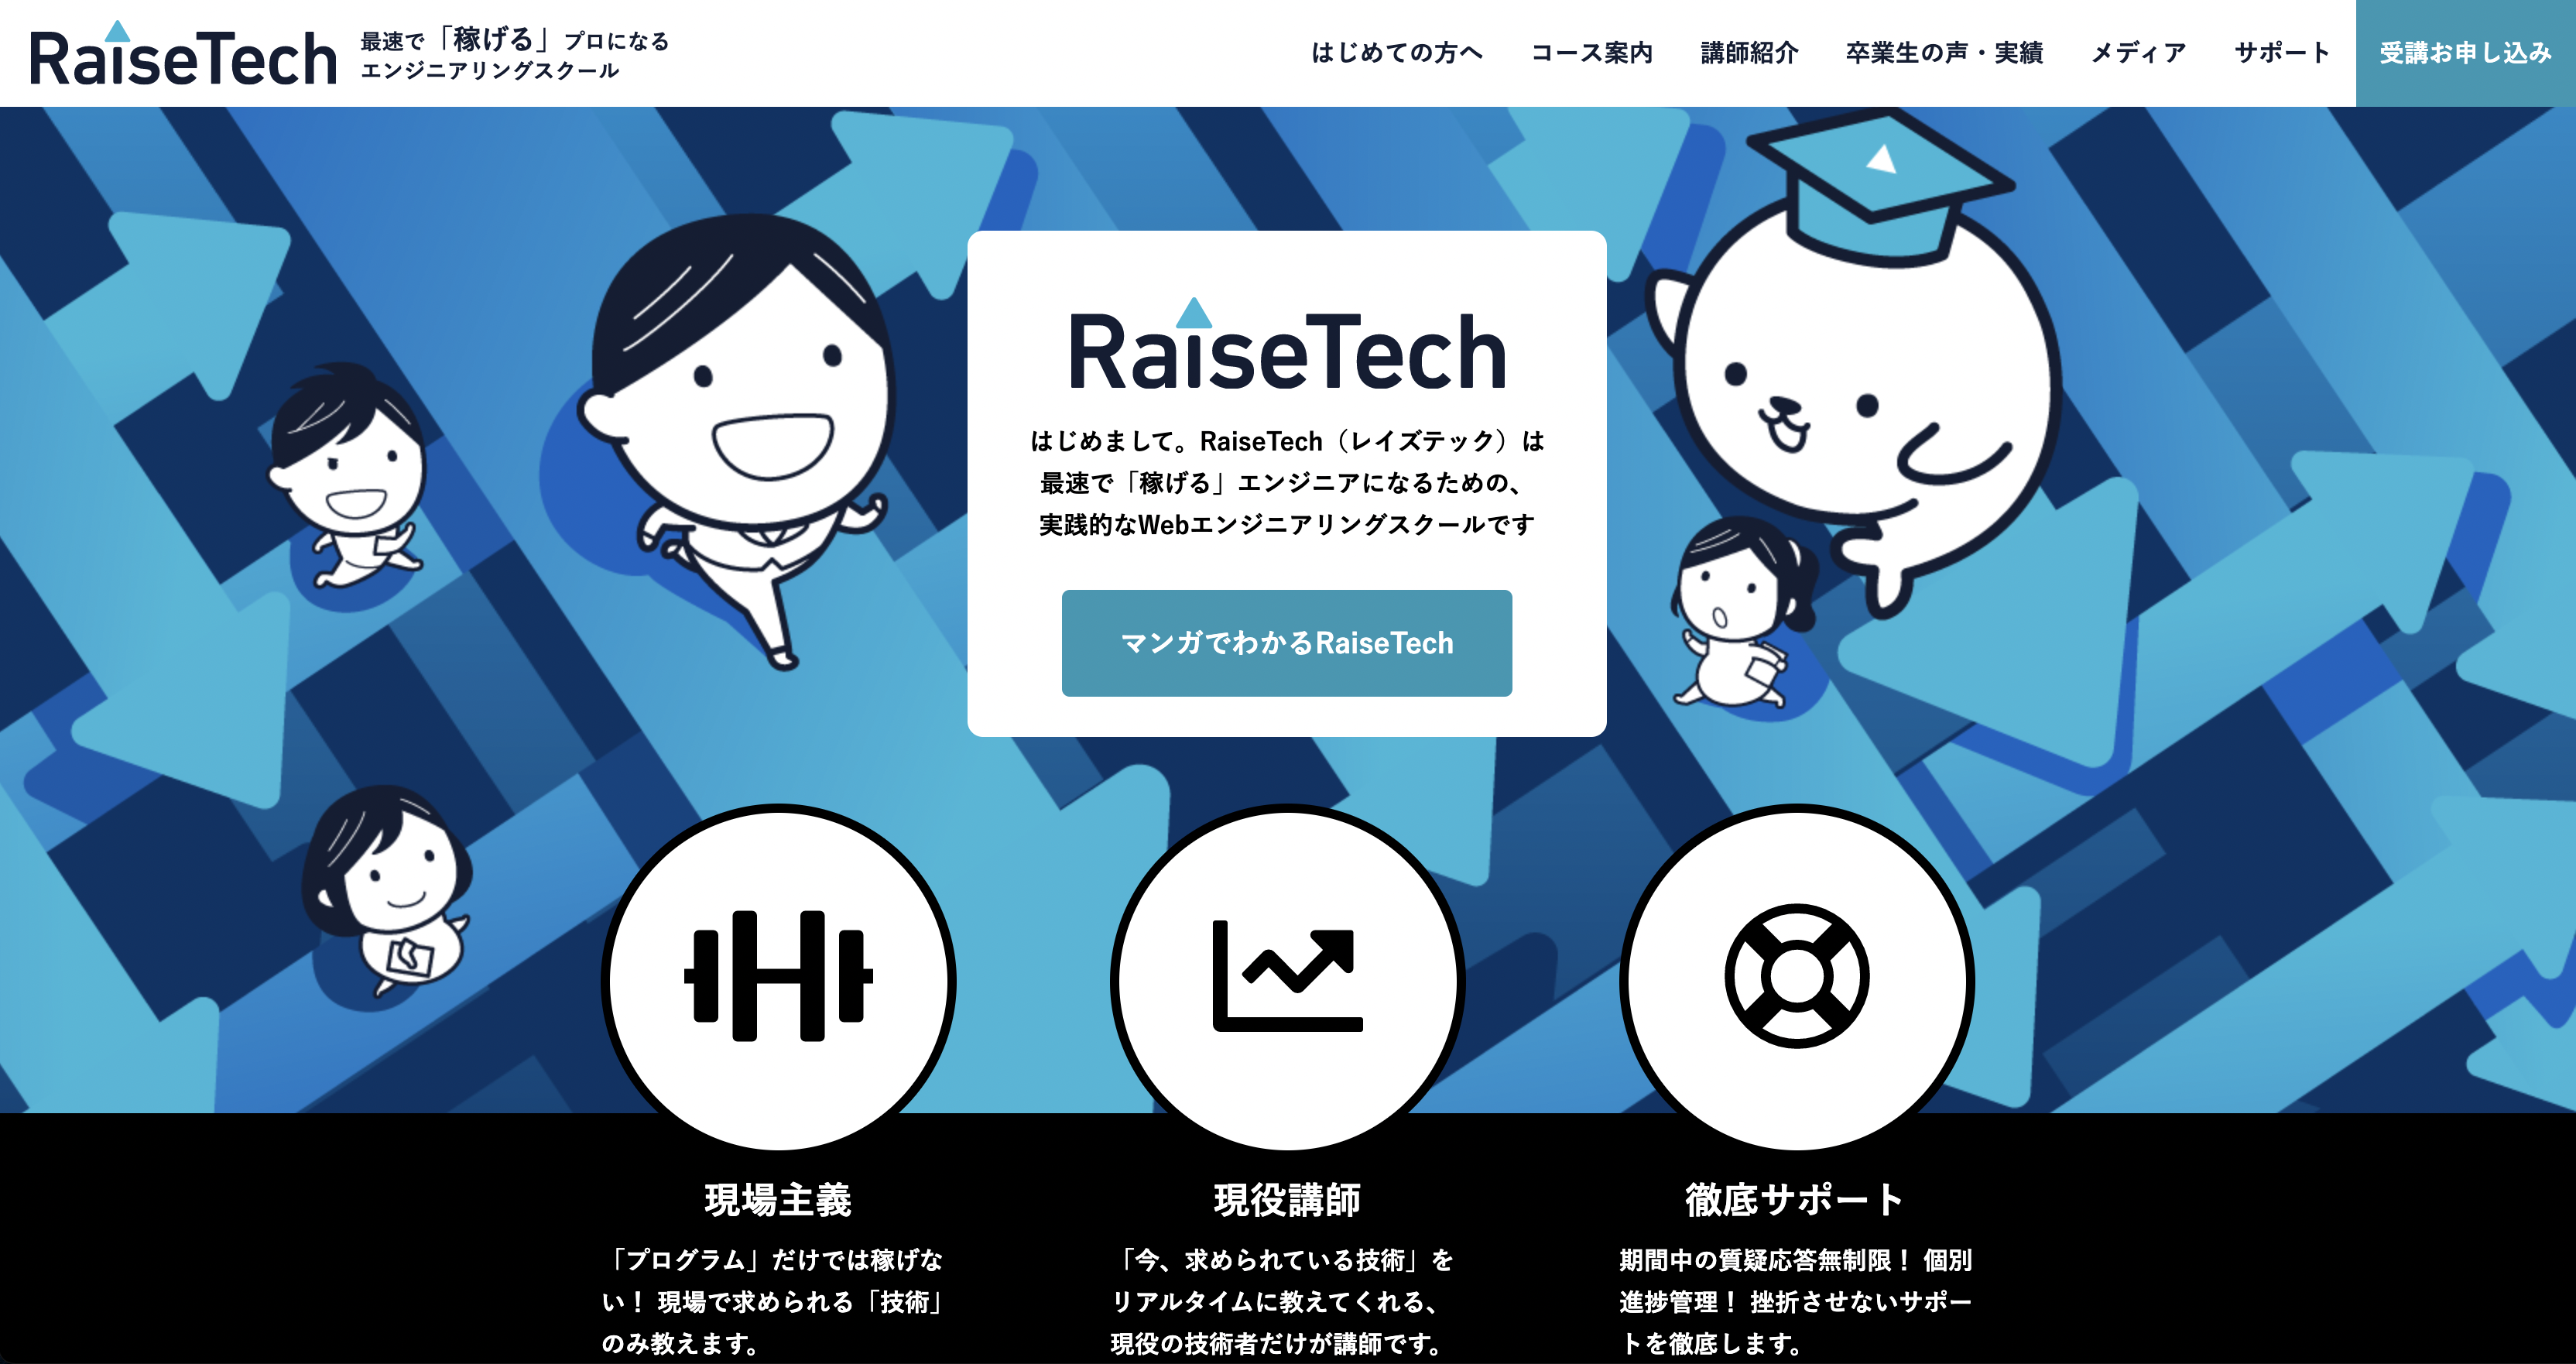 RaiseTech
最速で「稼げる」プロになる
エンジニアリングスクール
はじめての方へ
コース案内
講師紹介
卒業生の声・実績
メディア
サポート
受講お申し込み
RaiseTech
はじめまして。RaiseTech（レイズテック）は
最速で「稼げる」エンジニアになるための、
実践的なWebエンジニアリングスクールです
マンガでわかるRaiseTech
現場主義
「プログラム」だけでは稼げな
い！ 現場で求められる「技術」
のみ教えます。
現役講師
「今、求められている技術」を
リアルタイムに教えてくれる、
現役の技術者だけが講師です。
徹底サポート
期間中の質疑応答無制限！ 個別
進捗管理！ 挫折させないサポー
トを徹底します。